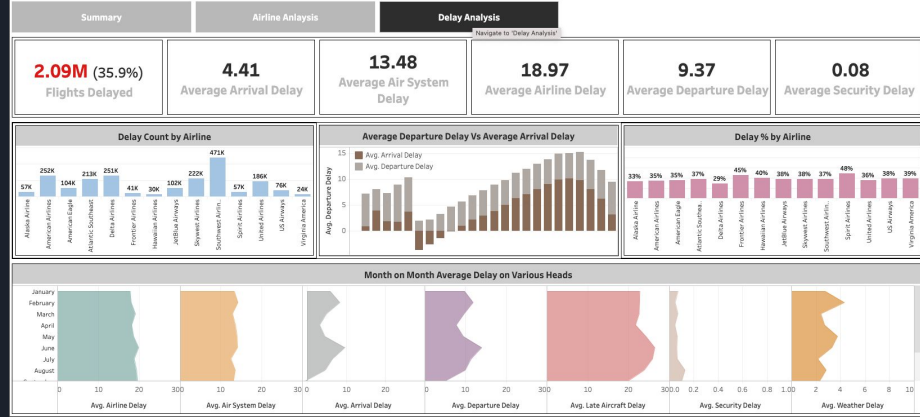 Summary
Airline Anlaysis
Delay Analysis
Navigate to 'Delay Analysis'
2.09M (35.9%)
Flights Delayed
4.41
Average Arrival Delay
13.48
Average Air System
Delay
18.97
Average Airline Delay
9.37
Average Departure Delay
0.08
Average Security Delay
Delay Count by Airline
57K
252K
104K
213K
251K
41K
30K
102K
222K
471K
57K
186K
76K
24K
Alaska Airline
American Airlines
American Eagle
Atlantic Southeast
Delta Airlines
Frontier Airlines
Hawaiian Airlines
JetBlue Airways
Skywest Airlines
Southwest Airlin..
Spirit Airlines
United Airlines
US Airways
Virginia America
Average Departure Delay Vs Average Arrival Delay
Avg. Departure Delay
15
10
5
0
Avg. Arrival Delay
Avg. Departure Delay
Delay % by Airline
33%
35%
35%
37%
29%
45%
40%
38%
38%
37%
48%
36%
38%
39%
Alaska Airline
American Airlines
American Eagle
Atlantic Southea..
Delta Airlines
Frontier Airlines
Hawaiian Airlines
JetBlue Airways
Skywest Airlines
Southwest Airlin..
Spirit Airlines
United Airlines
US Airways
Virginia America
Month on Month Average Delay on Various Heads
January
February
March
April
May
June
July
August
0 10 20 30
0 10 20 30
0 10 20
0 10 20 30
0 10 20 30
0.0 0.2 0.4 0.6 0.8 1.0
0 2 4 6 8 10
Avg. Airline Delay
Avg. Air System Delay
Avg. Arrival Delay
Avg. Departure Delay
Avg. Late Aircraft Delay
Avg. Security Delay
Avg. Weather Delay